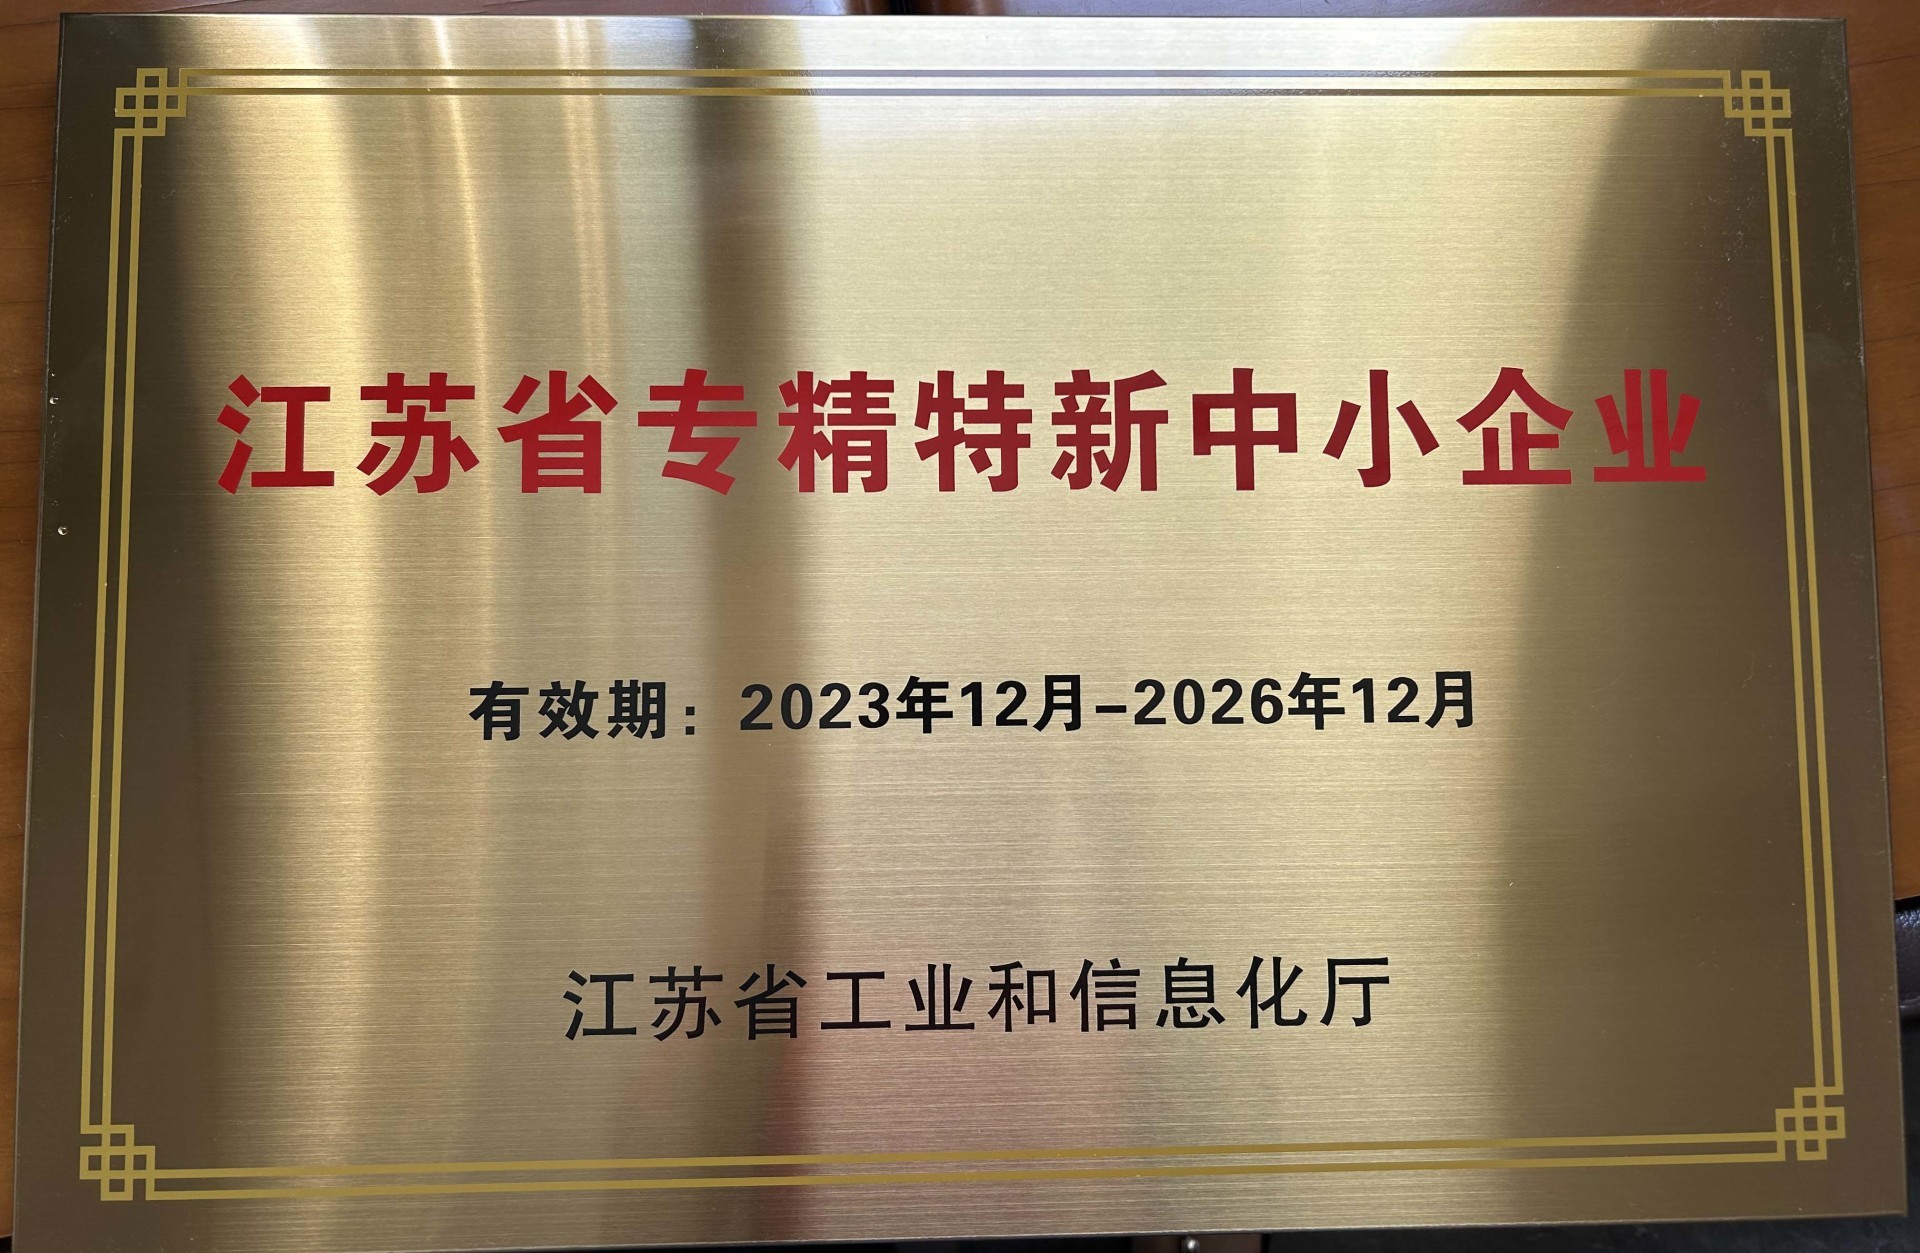 江苏省专精特新中小企业
有效期：2023年12月-2026年12月
江苏省工业和信息化厅